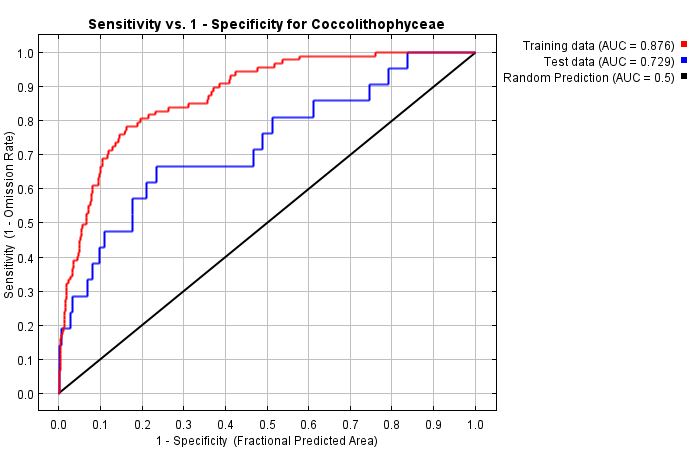 Sensitivity vs. 1 - Specificity for Coccolithophyceae
Training data (AUC = 0.876)
Test data (AUC = 0.729)
Random Prediction (AUC = 0.5)
Sensitivity (1 - Omission Rate)
1.0
0.9
0.8
0.7
0.6
0.5
0.4
0.3
0.2
0.1
0.0
0.0 0.1 0.2 0.3 0.4 0.5 0.6 0.7 0.8 0.9 1.0
1 - Specificity (Fractional Predicted Area)